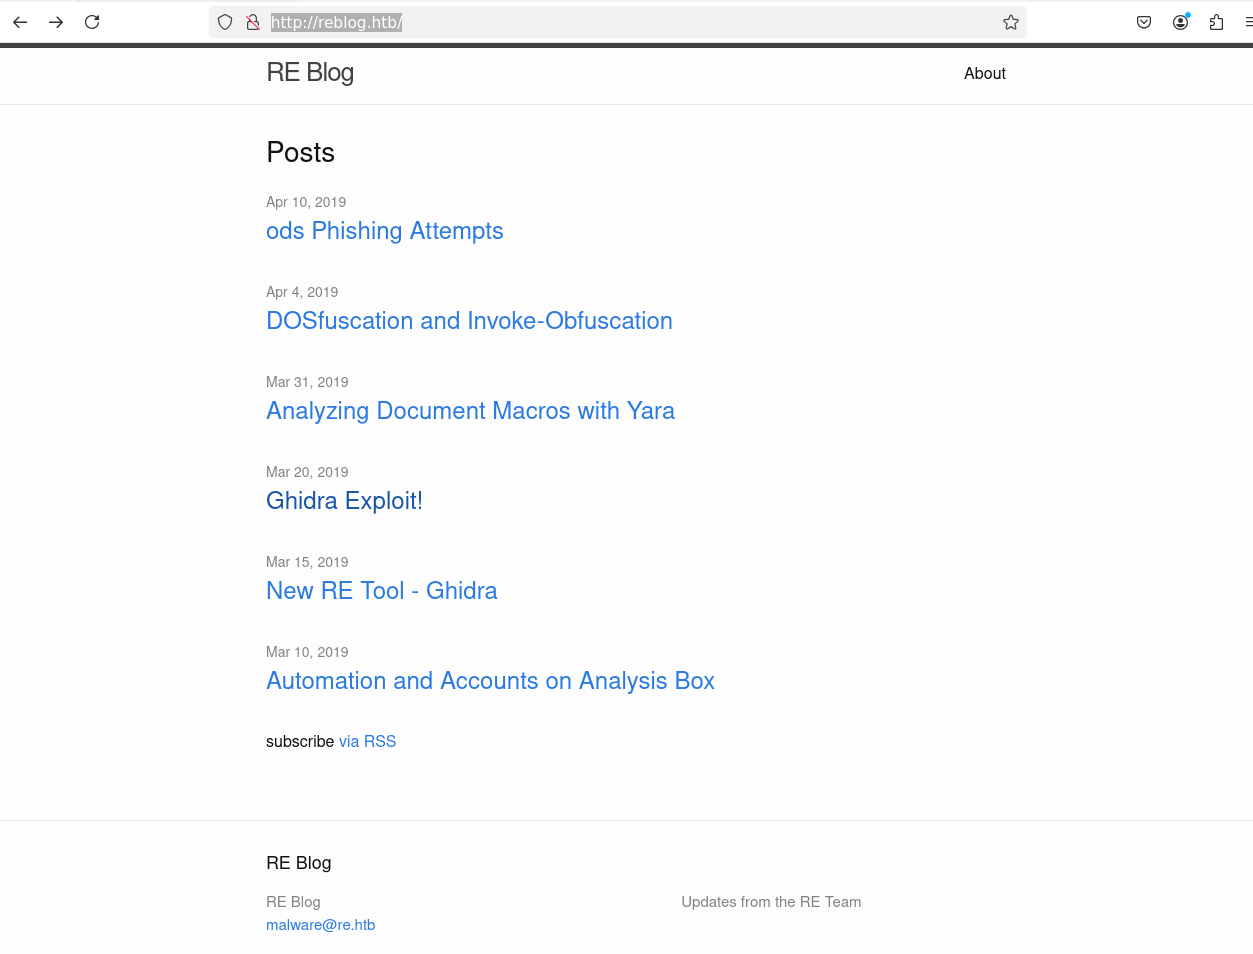 http://reblog.htb/
RE Blog
About
Posts
Apr 10, 2019
ods Phishing Attempts
Apr 4, 2019
DOSfuscation and Invoke-Obfuscation
Mar 31, 2019
Analyzing Document Macros with Yara
Mar 20, 2019
Ghidra Exploit!
Mar 15, 2019
New RE Tool - Ghidra
Mar 10, 2019
Automation and Accounts on Analysis Box
subscribe via RSS
RE Blog
RE Blog
malware@re.htb
Updates from the RE Team